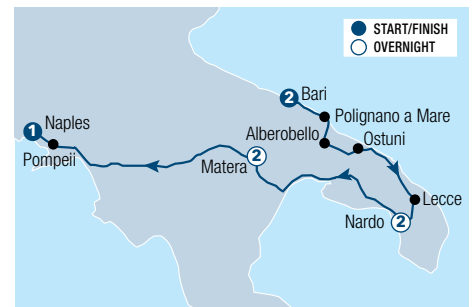 START/FINISH
OVERNIGHT
2 Bari
Polignano a Mare
1 Naples
Alberobello
Ostuni
Pompeii
Matera 2
Lecce
Nardo 2